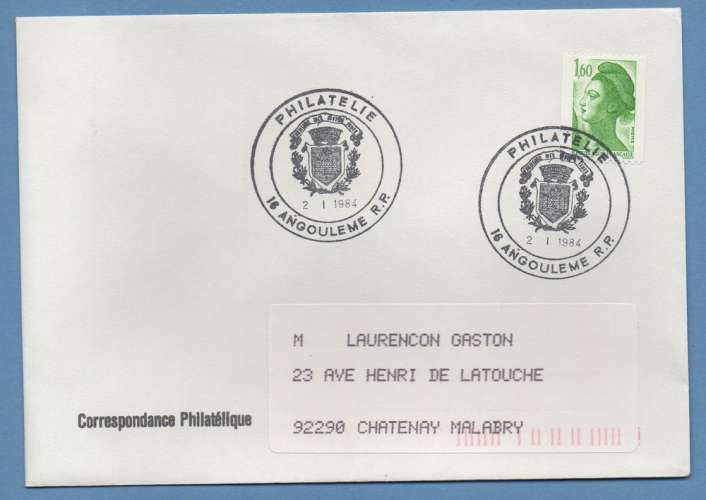 PHILATELIE
2 I 1984
16 ANGOULEME R.P.
1,60
PHILATELIE
2 I 1984
16 ANGOULEME R.P.
M LAURENCON GASTON
23 AVE HENRI DE LATOUCHE
92290 CHATENAY MALABRY
Correspondance Philatélique